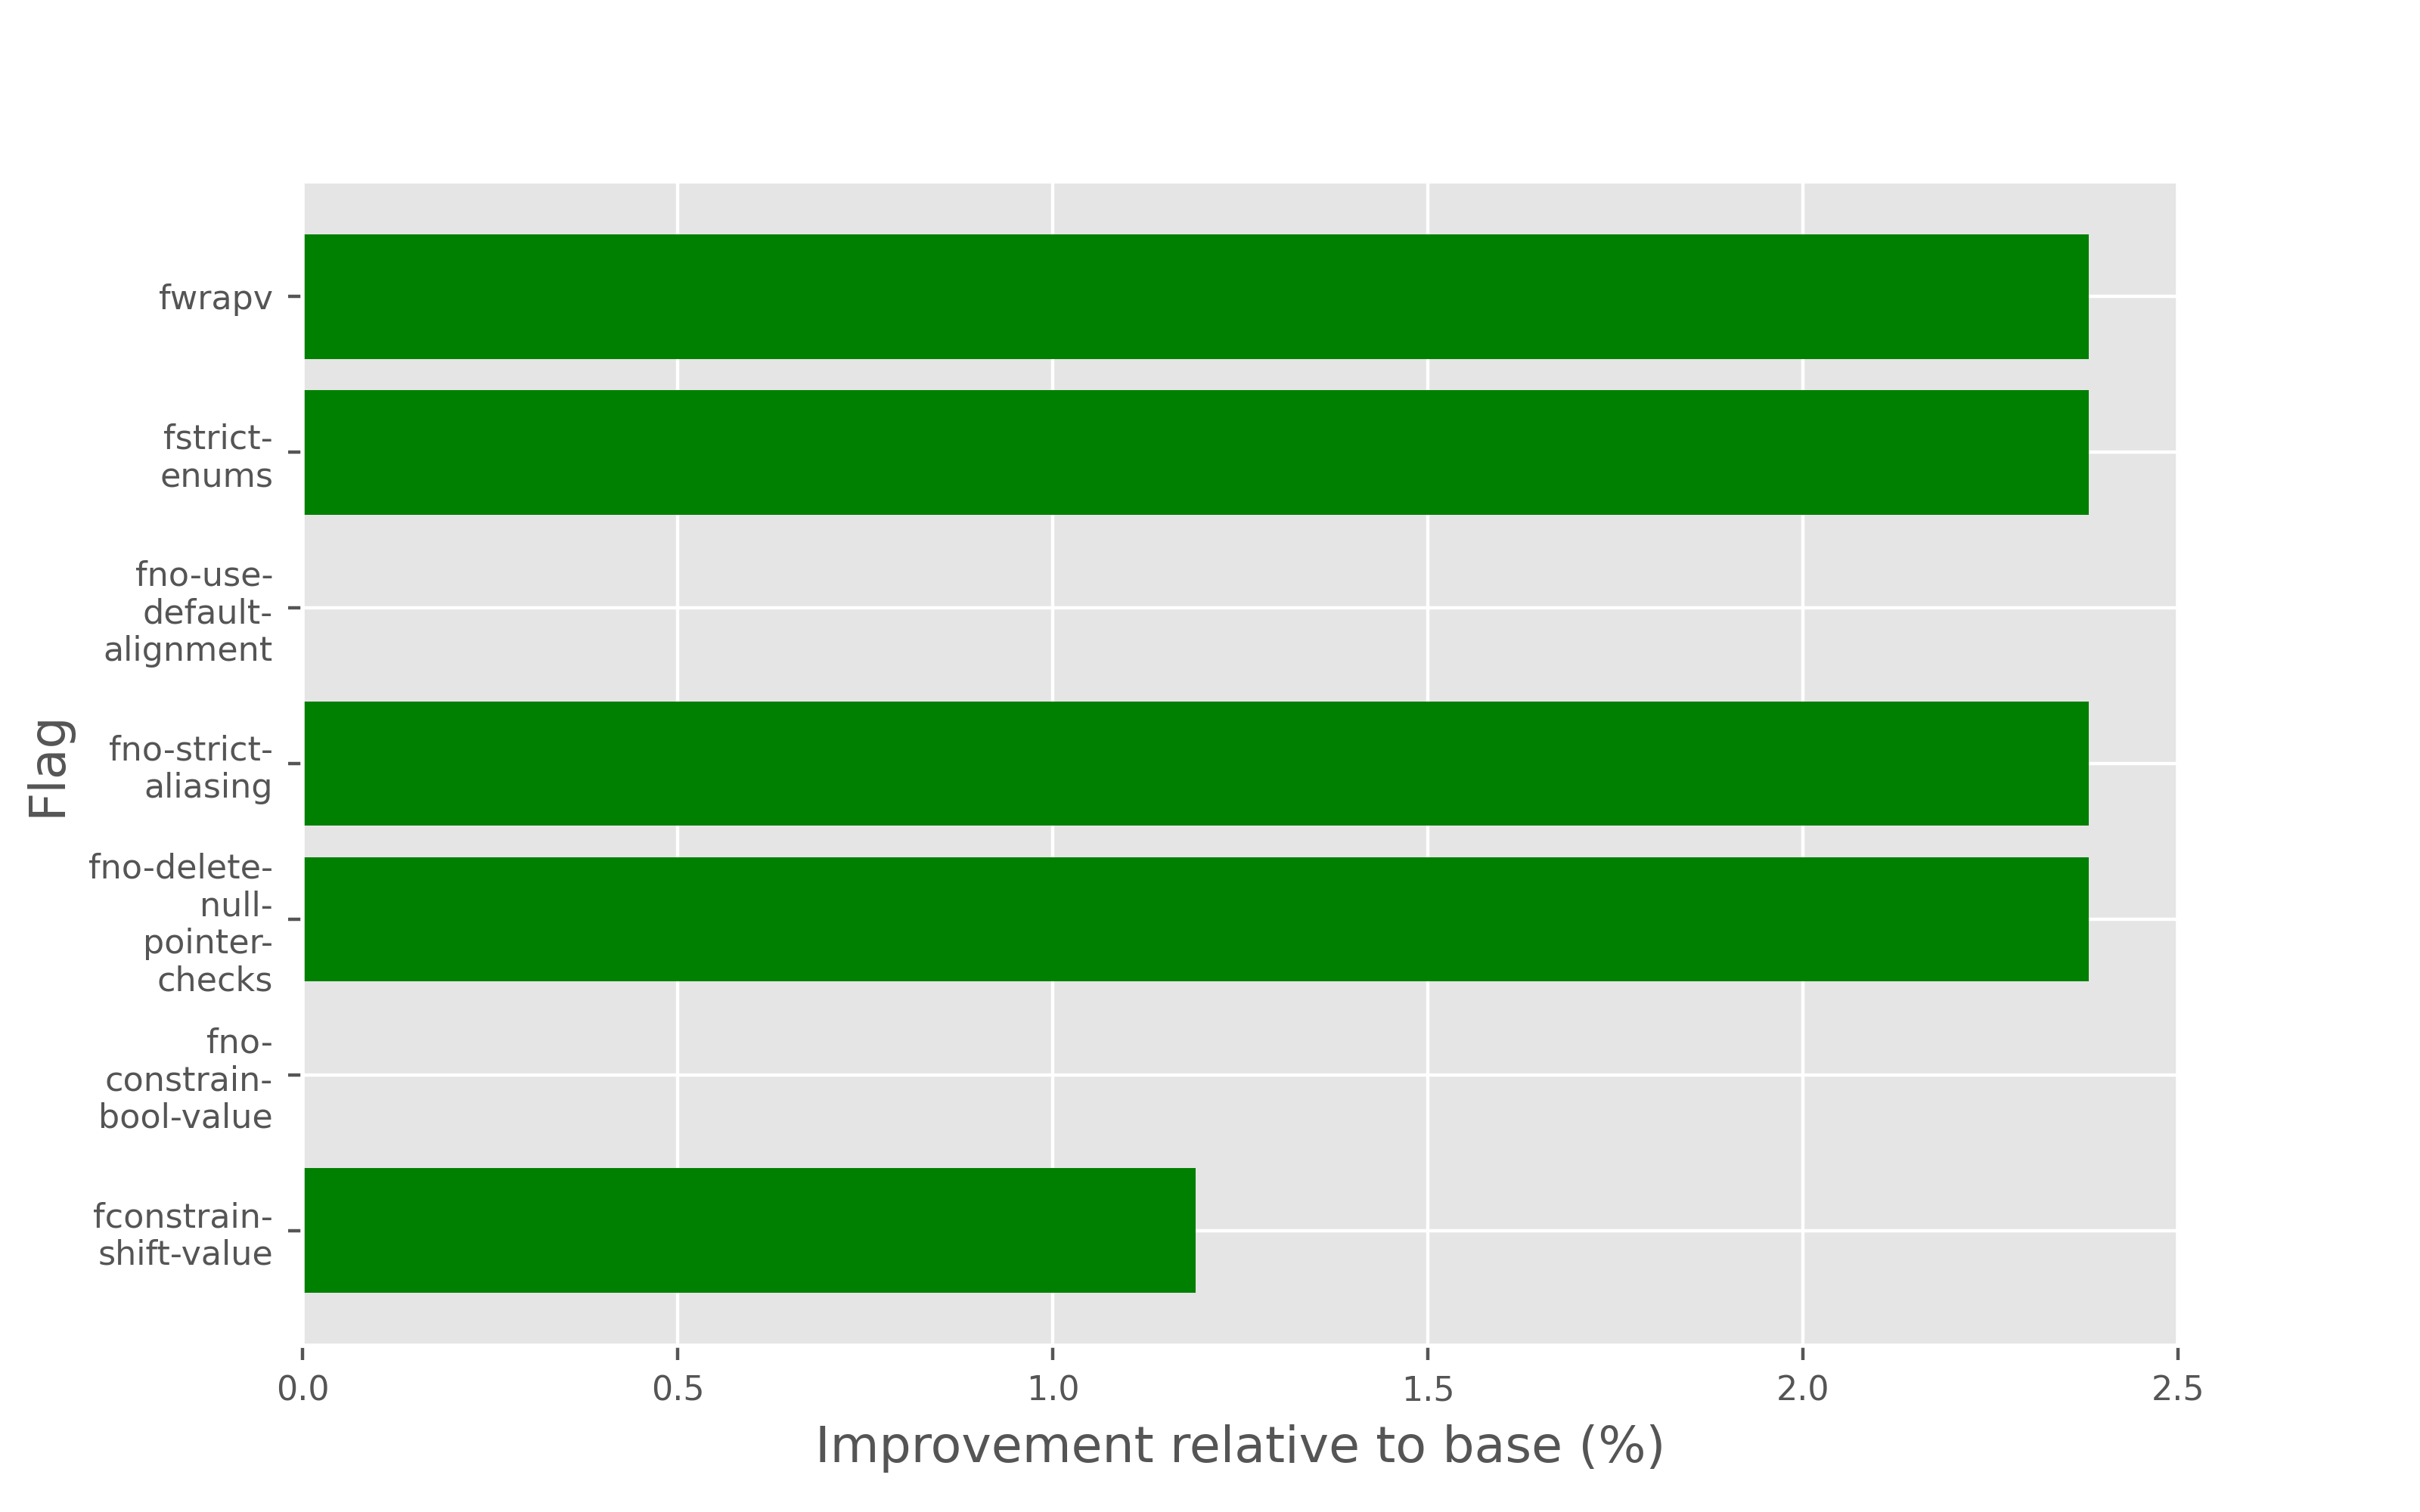 fwrapv
fstrict-
enums
fno-use-
default-
alignment
fno-strict-
aliasing
fno-delete-
null-
pointer-
checks
fno-
constrain-
bool-value
fconstrain-
shift-value
Flag
0.0 0.5 1.0 1.5 2.0 2.5
Improvement relative to base (%)